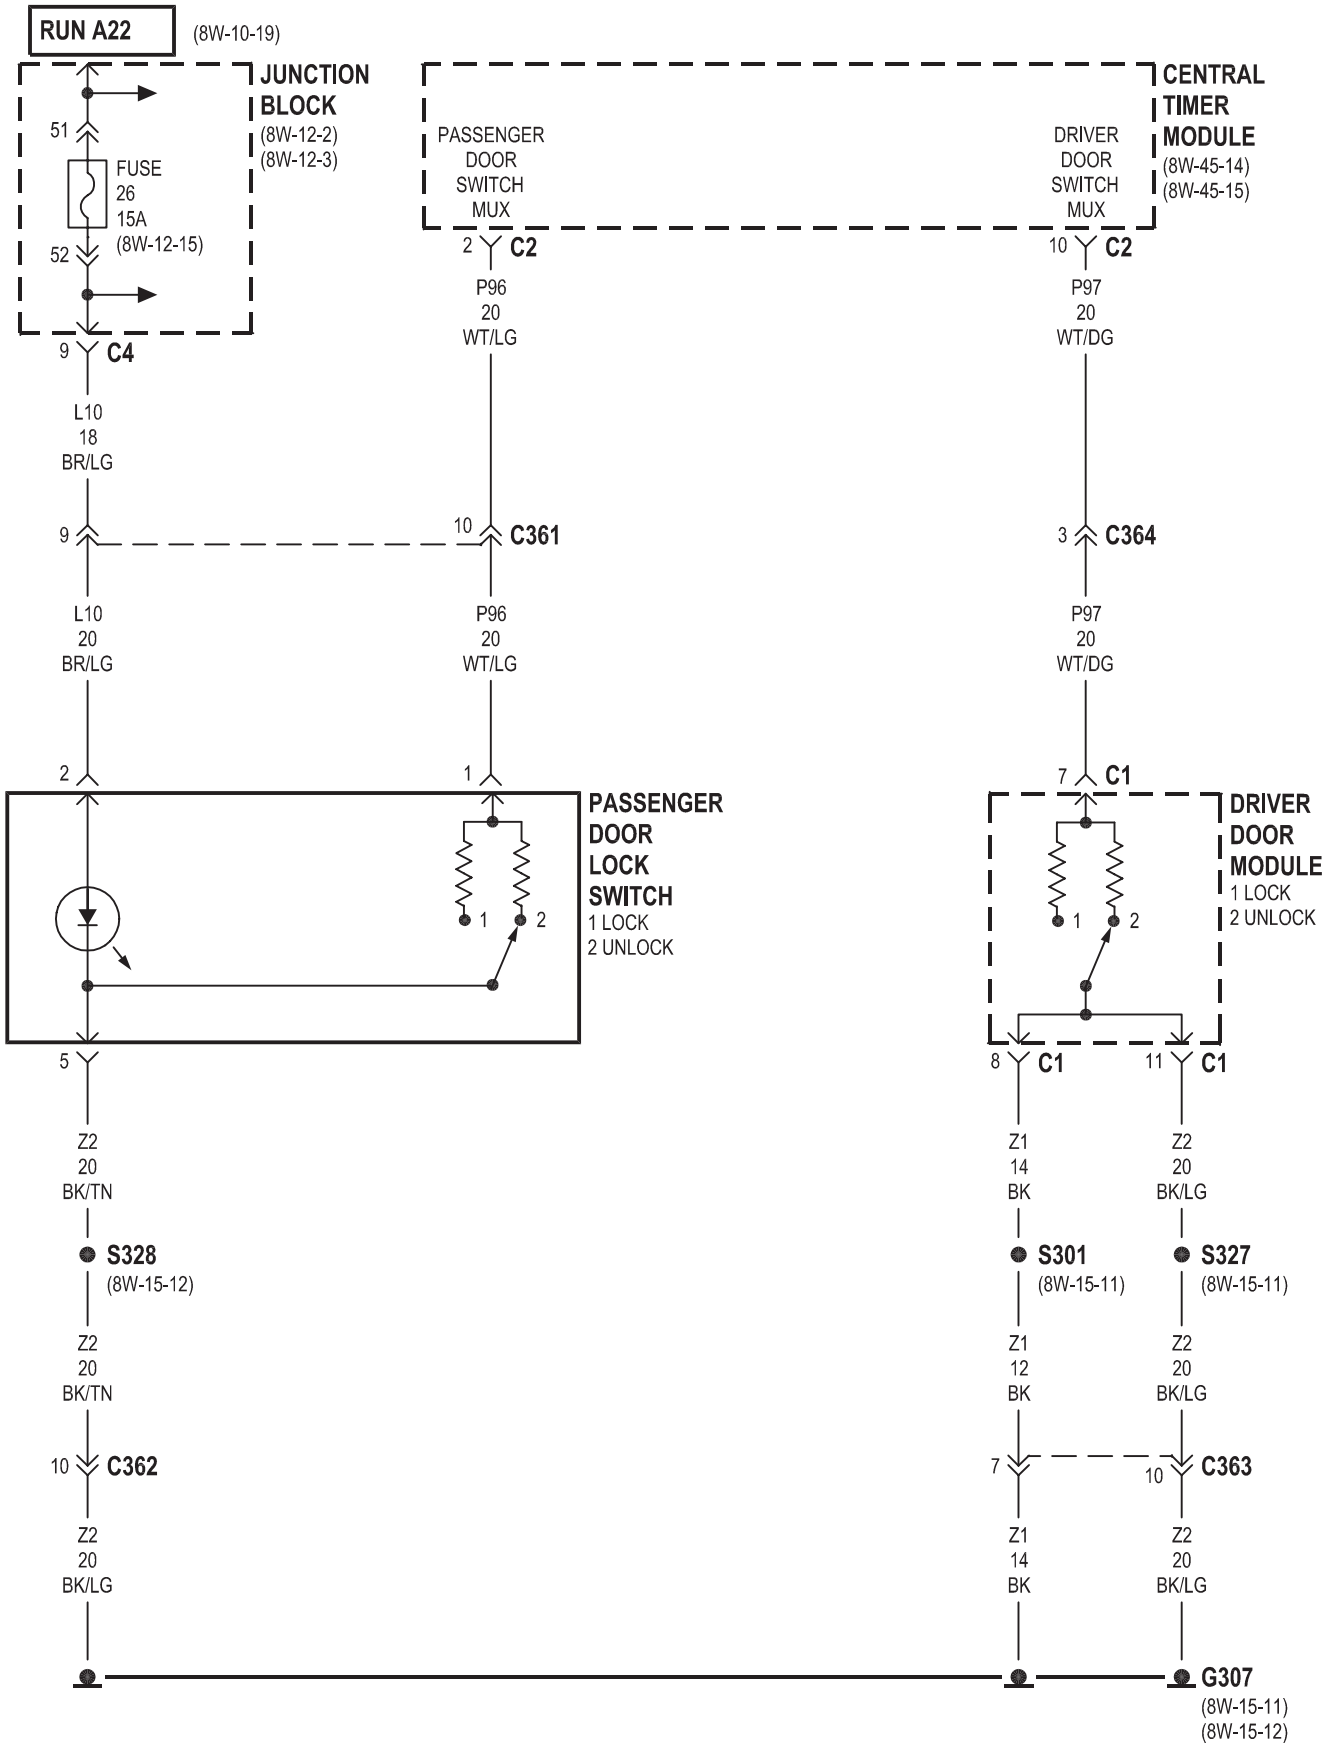 RUN A22
(8W-10-19)
JUNCTION
BLOCK
(8W-12-2)
(8W-12-3)
51
FUSE
26
15A
(8W-12-15)
52
9
C4
CENTRAL
TIMER
MODULE
(8W-45-14)
(8W-45-15)
PASSENGER
DOOR
SWITCH
MUX
DRIVER
DOOR
SWITCH
MUX
2
C2
10
C2
P96
20
WT/LG
P97
20
WT/DG
L10
18
BR/LG
9
10
C361
3
C364
L10
20
BR/LG
P96
20
WT/LG
P97
20
WT/DG
2
1
7
C1
PASSENGER
DOOR
LOCK
SWITCH
1 LOCK
2 UNLOCK
1
2
DRIVER
DOOR
MODULE
1 LOCK
2 UNLOCK
1
2
5
8
C1
11
C1
Z2
20
BK/TN
Z1
14
BK
Z2
20
BK/LG
S328
(8W-15-12)
S301
(8W-15-11)
S327
(8W-15-11)
Z2
20
BK/TN
Z1
12
BK
Z2
20
BK/LG
10
C362
7
10
C363
Z2
20
BK/LG
Z1
14
BK
Z2
20
BK/LG
G307
(8W-15-11)
(8W-15-12)